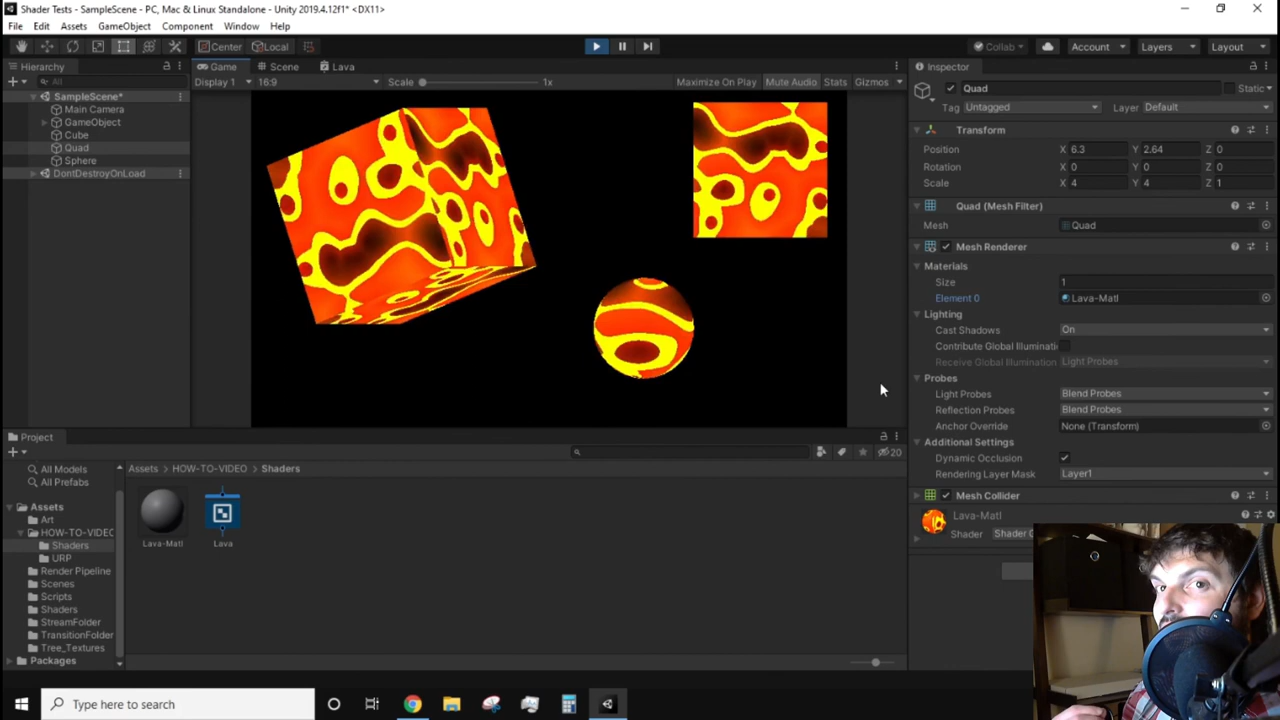 Shader Tests - SampleScene - PC, Mac & Linux Standalone - Unity 2019.4.12f1* <DX11>
File Edit Assets GameObject Component Window Help
Center Local
Collab Account Layers Layout
Hierarchy
All
SampleScene*
Main Camera
GameObject
Cube
Quad
Sphere
DontDestroyOnLoad
Game Scene Lava
Display 1 16:9 Scale 1x Maximize On Play Mute Audio Stats Gizmos
Inspector
Quad Static
Tag Untagged Layer Default
Transform
Position X 6.3 Y 2.64 Z 0
Rotation X 0 Y 0 Z 0
Scale X 4 Y 4 Z 1
Quad (Mesh Filter)
Mesh Quad
Mesh Renderer
Materials
Size 1
Element 0 Lava-Matl
Lighting
Cast Shadows On
Contribute Global Illuminati
Receive Global Illumination Light Probes
Probes
Light Probes Blend Probes
Reflection Probes Blend Probes
Anchor Override None (Transform)
Additional Settings
Dynamic Occlusion
Rendering Layer Mask Layer1
Mesh Collider
Lava-Matl
Shader Shader G
Project
20
All Models
All Prefabs
Assets
Art
HOW-TO-VIDEO
Shaders
URP
Render Pipeline
Scenes
Scripts
Shaders
StreamFolder
TransitionFolder
Tree_Textures
Packages
Assets HOW-TO-VIDEO Shaders
Lava-Matl Lava
Type here to search